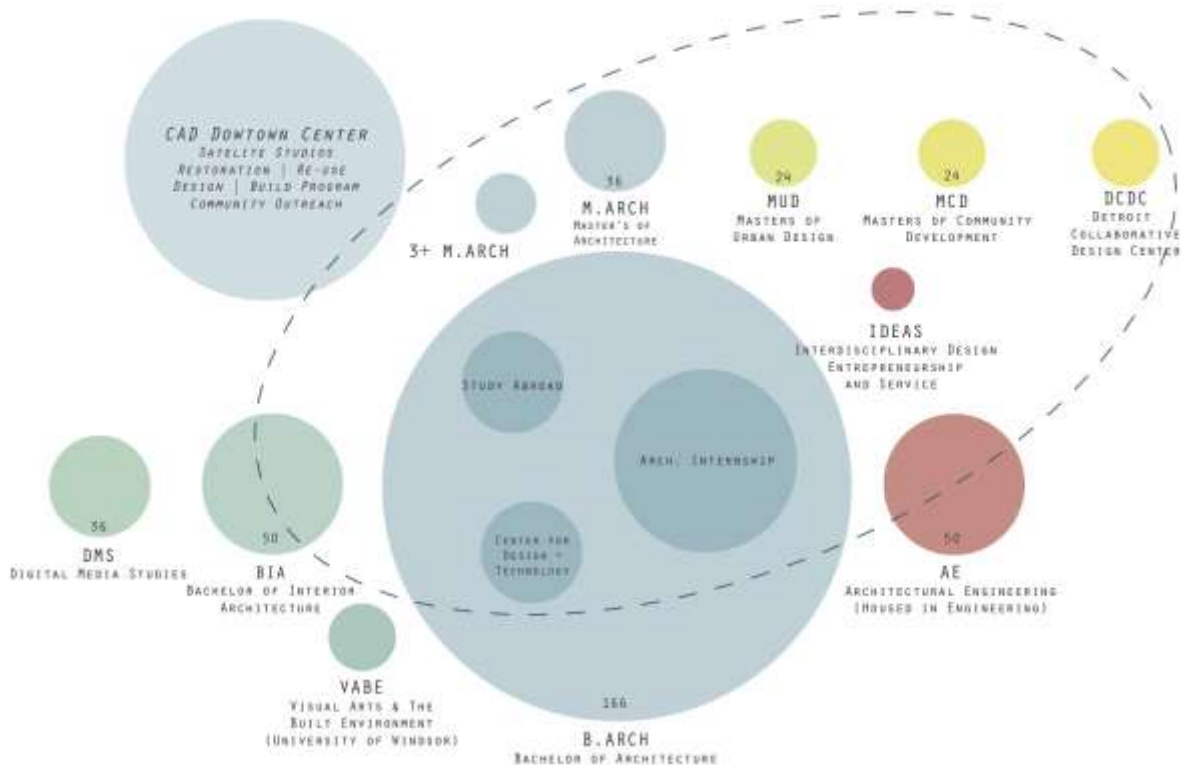 CAD DOWTOWN CENTER
SATELITE STUDIOS
RESTORATION | RE-USE
DESIGN | BUILD PROGRAM
COMMUNITY OUTREACH
3+ M.ARCH
36
M.ARCH
MASTER'S OF
ARCHITECTURE
24
MUD
MASTERS OF
URBAN DESIGN
24
MCD
MASTERS OF COMMUNITY
DEVELOPMENT
DCDC
DETROIT
COLLABORATIVE
DESIGN CENTER
IDEAS
INTERDISCIPLINARY DESIGN
ENTREPRENEURSHIP
AND SERVICE
STUDY ABROAD
ARCH. INTERNSHIP
CENTER FOR
DESIGN +
TECHNOLOGY
36
DMS
DIGITAL MEDIA STUDIES
50
BIA
BACHELOR OF INTERIOR
ARCHITECTURE
50
AE
ARCHITECTURAL ENGINEERING
(HOUSED IN ENGINEERING)
VABE
VISUAL ARTS & THE
BUILT ENVIRONMENT
(UNIVERSITY OF WINDSOR)
166
B.ARCH
BACHELOR OF ARCHITECTURE